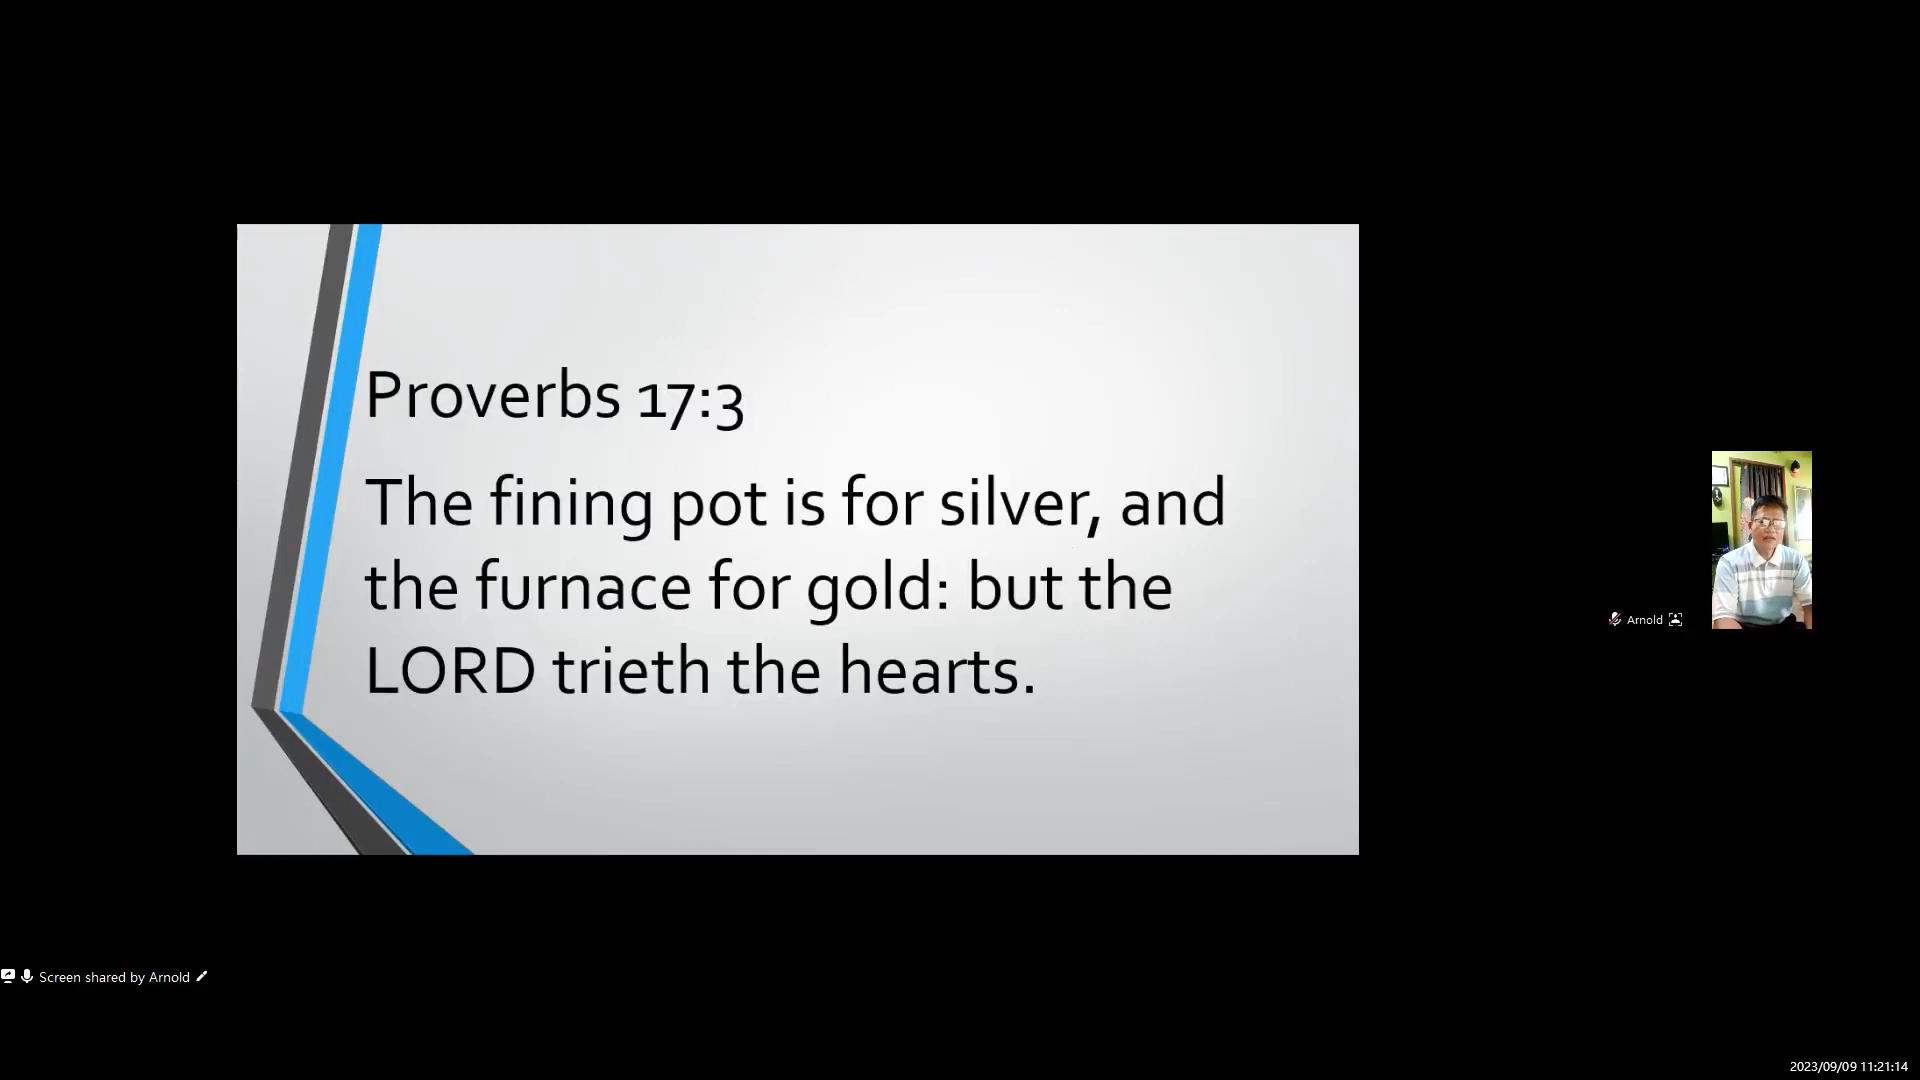 Proverbs 17:3
The fining pot is for silver, and
the furnace for gold: but the
LORD trieth the hearts.
Arnold
Screen shared by Arnold
2023/09/09 11:21:14